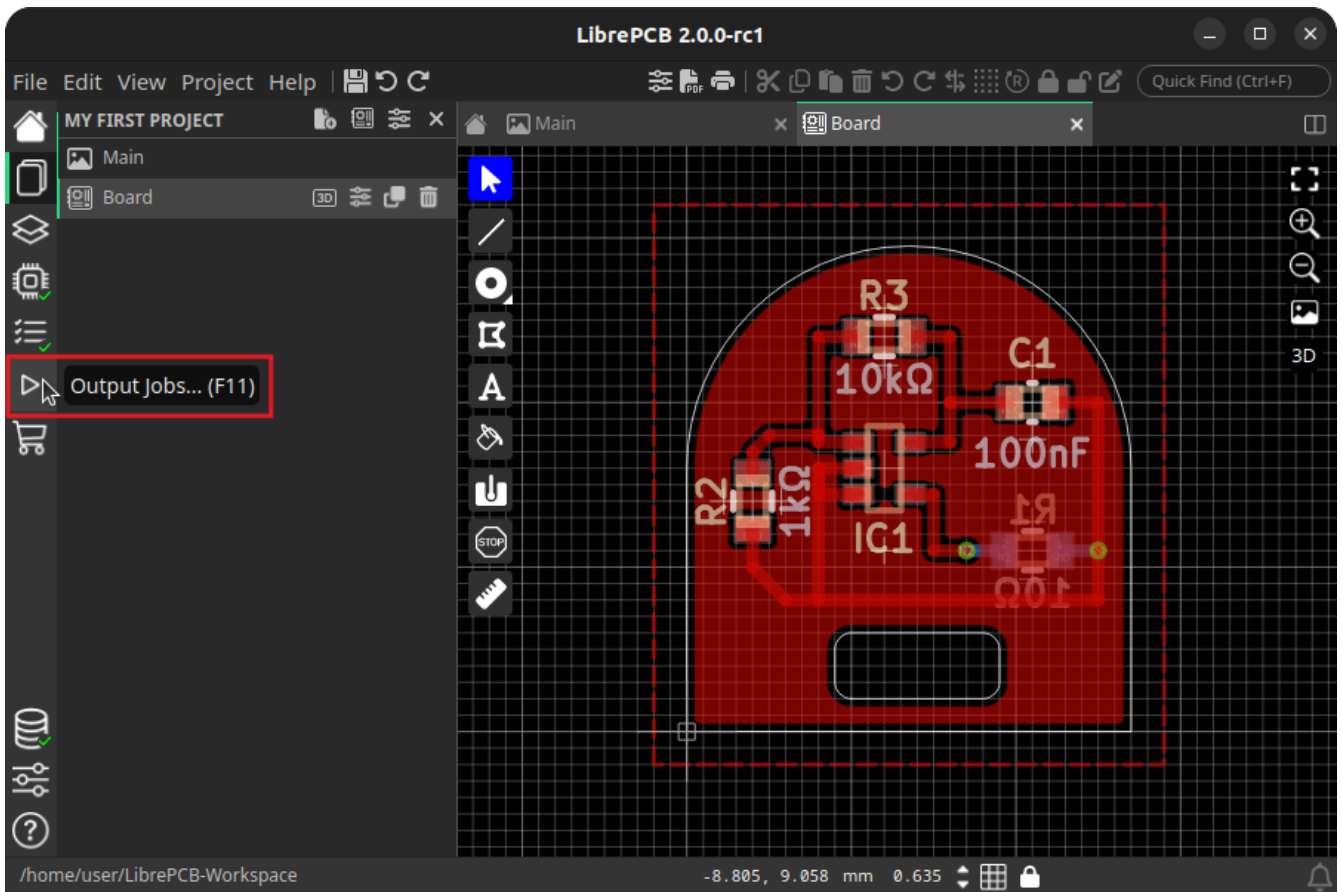 LibrePCB 2.0.0-rc1
File Edit View Project Help
PDF
R
Quick Find (Ctrl+F)
MY FIRST PROJECT
Main
Board
Main
Board
3D
Output Jobs... (F11)
A
STOP
3D
R3
10kΩ
C1
100nF
R2
1kΩ
IC1
R1
10Ω
/home/user/LibrePCB-Workspace
-8.805, 9.058 mm 0.635